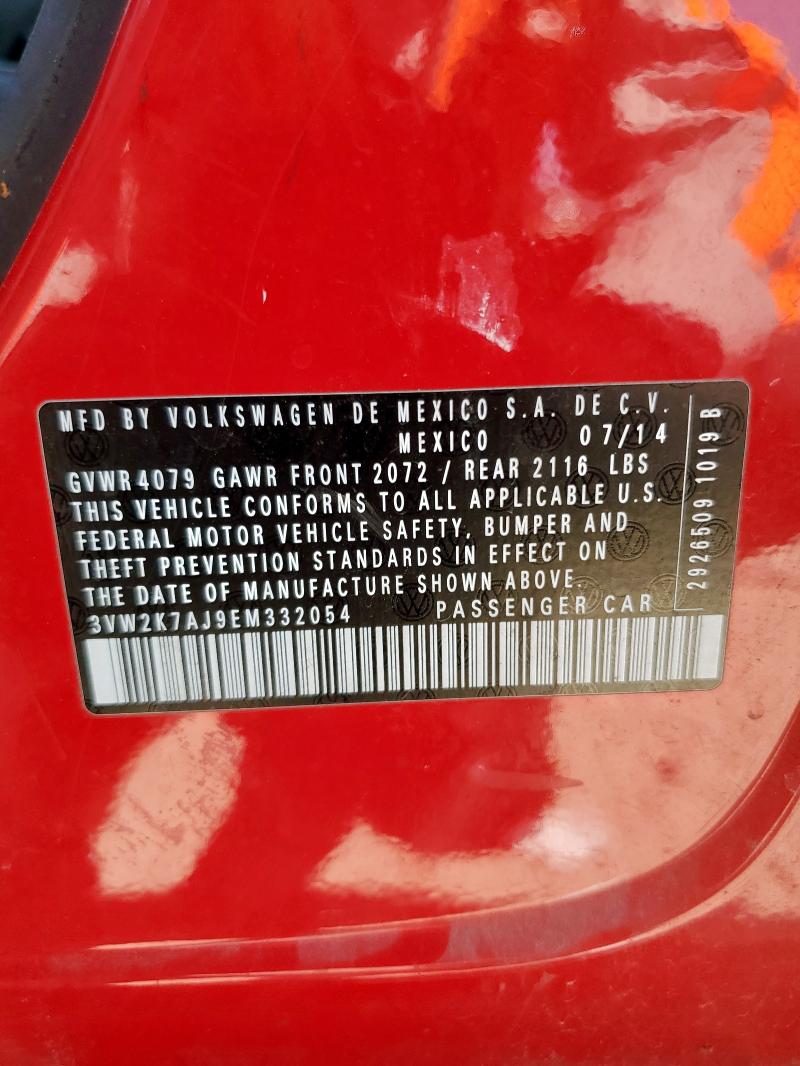 MFD BY VOLKSWAGEN DE MEXICO S.A. DE C.V.
MEXICO 07/14
GVWR 4079 GAWR FRONT 2072 / REAR 2116 LBS
THIS VEHICLE CONFORMS TO ALL APPLICABLE U.S.
FEDERAL MOTOR VEHICLE SAFETY, BUMPER AND
THEFT PREVENTION STANDARDS IN EFFECT ON
THE DATE OF MANUFACTURE SHOWN ABOVE.
3VW2K7AJ9EM332054 PASSENGER CAR
2926509 1019 B